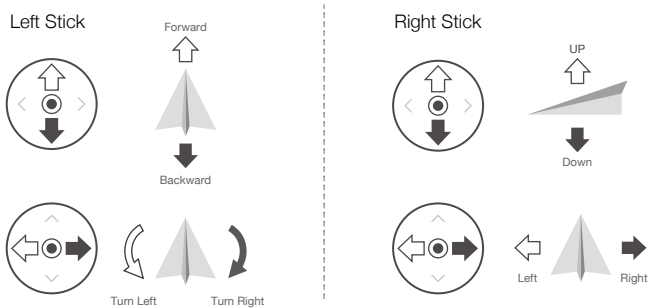 Left Stick
Forward
Backward
Turn Left
Turn Right
Right Stick
UP
Down
Left
Right